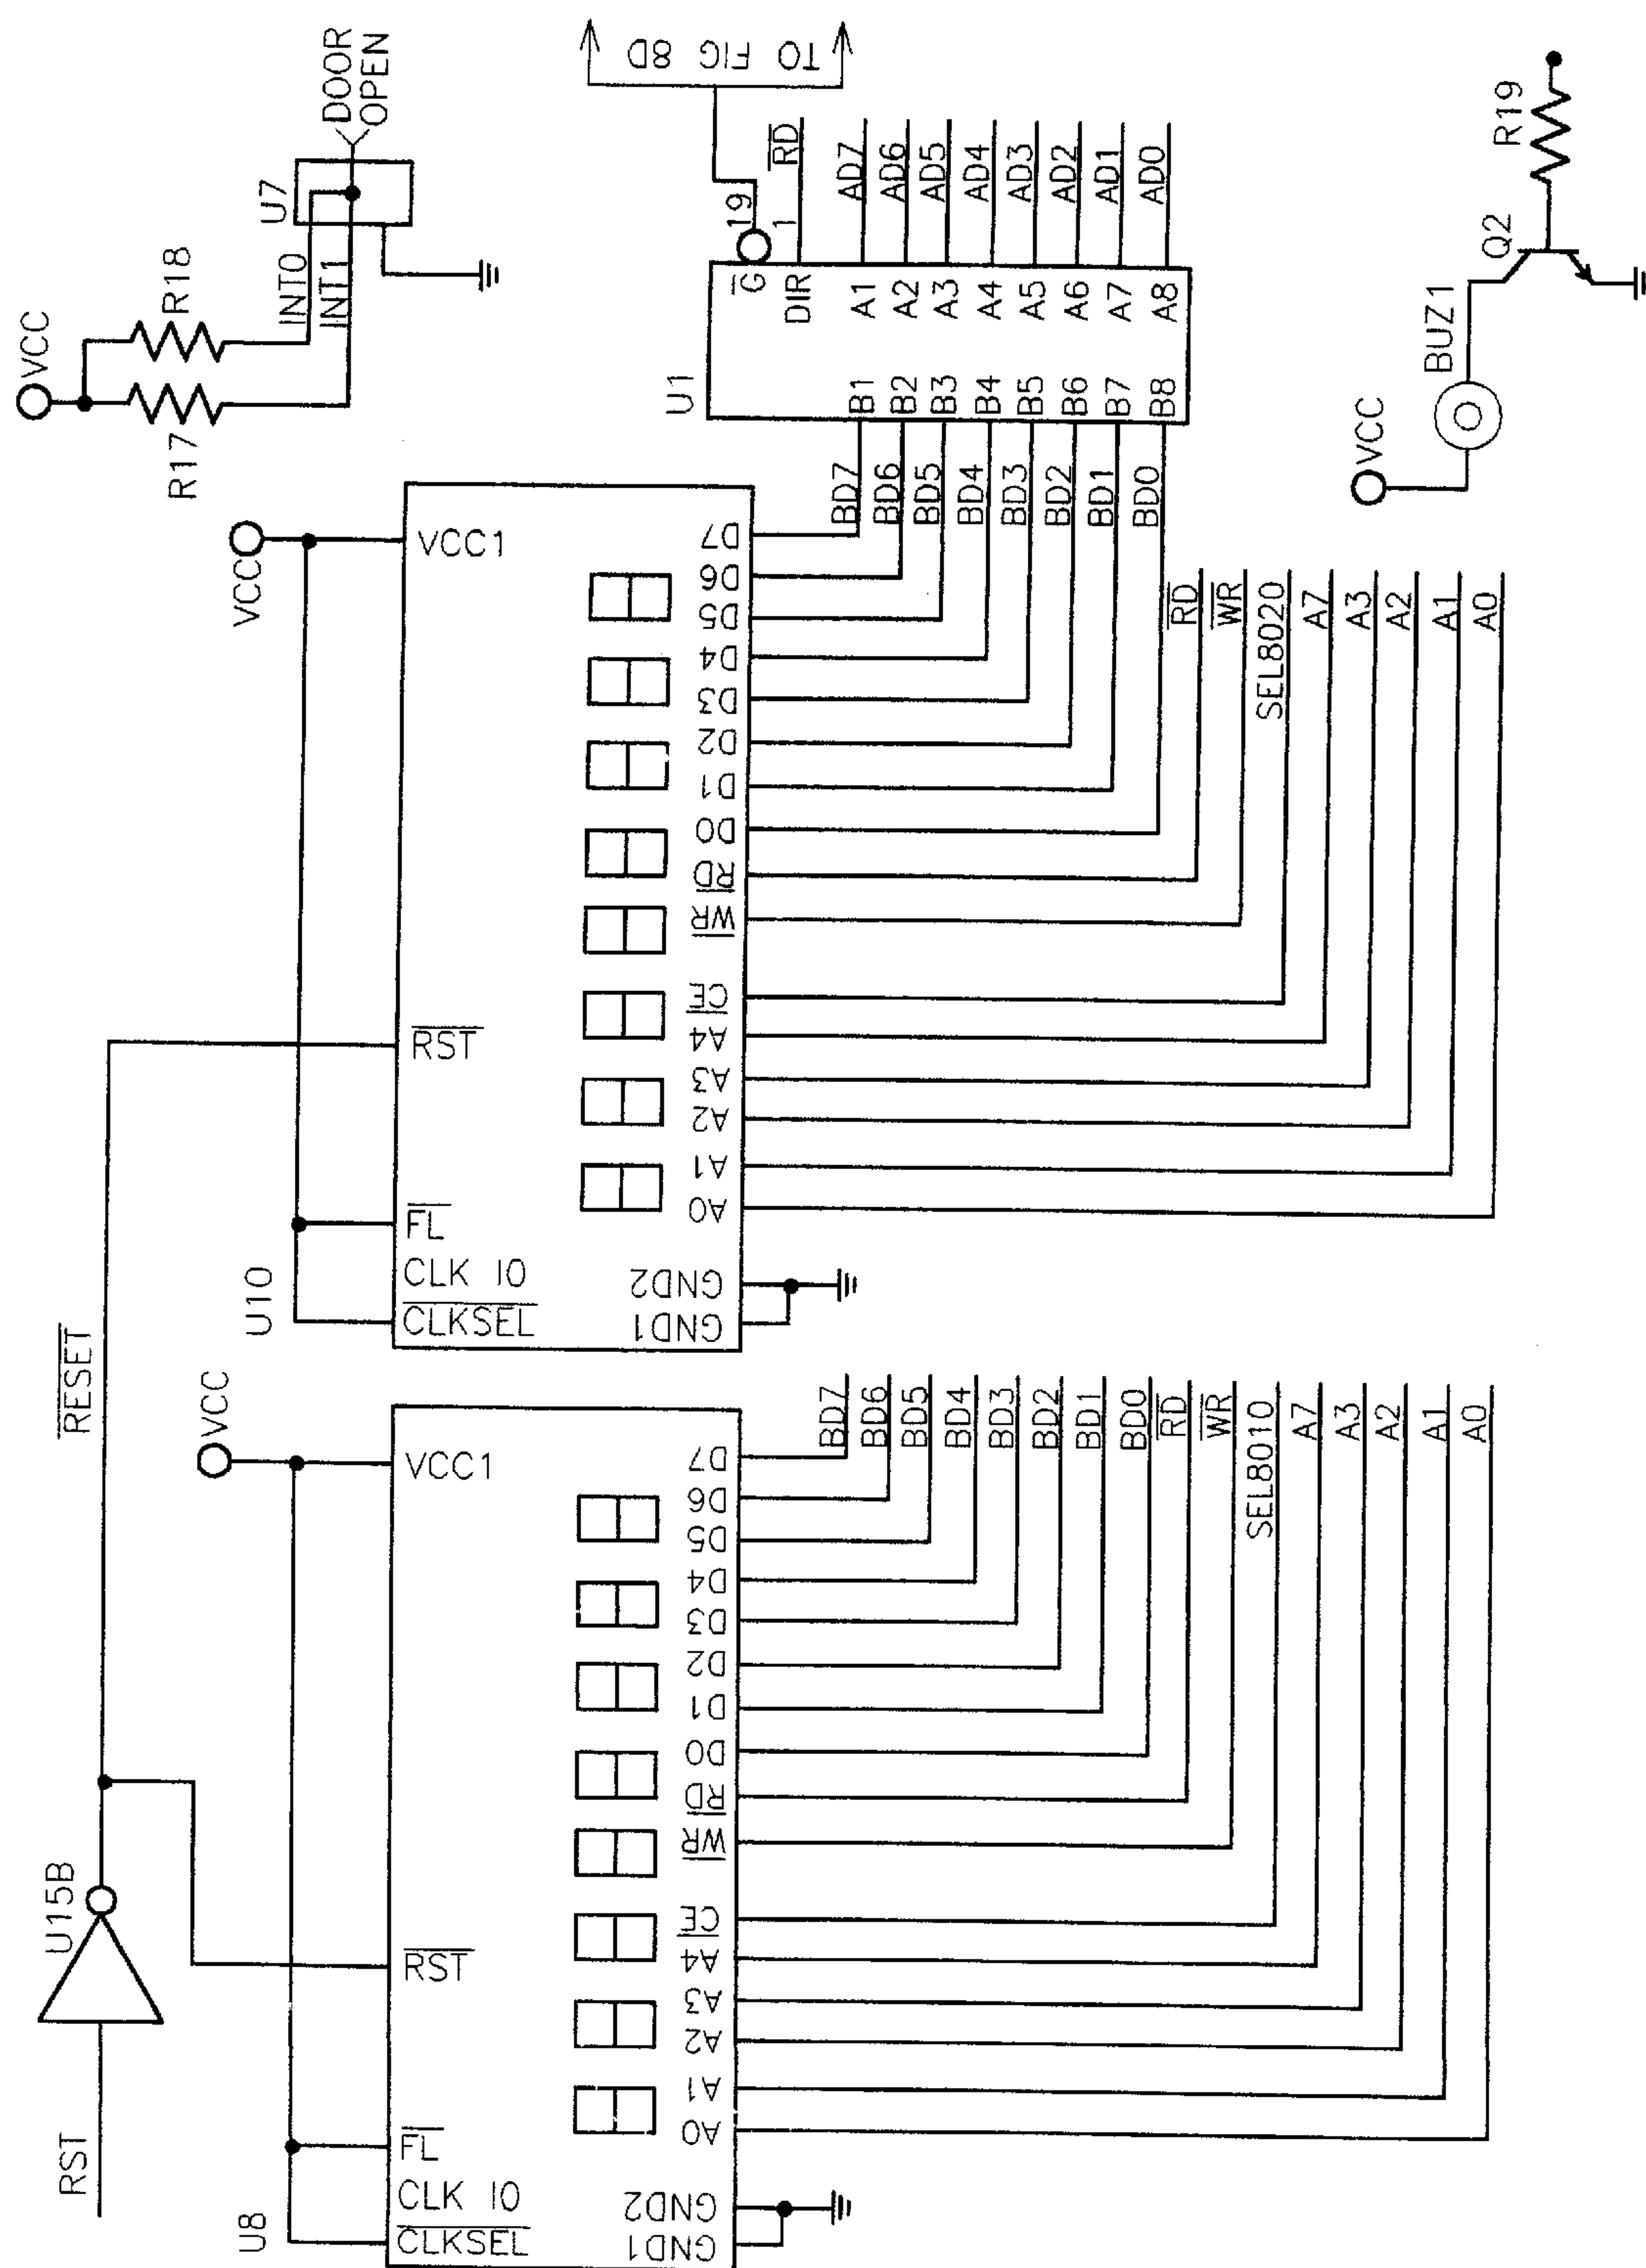 VCC
R17
R18
INT0
INT1
U7
DOOR
OPEN
TO FIG 8D
U1
G
19
DIR
1
RD
B1
A1
AD7
B2
A2
AD6
B3
A3
AD5
B4
A4
AD4
B5
A5
AD3
B6
A6
AD2
B7
A7
AD1
B8
A8
AD0
BD7
BD6
BD5
BD4
BD3
BD2
BD1
BD0
RD
WR
SEL8020
A7
A3
A2
A1
A0
VCC
BUZ1
Q2
R19
VCC
U10
VCC1
RST
FL
CLK IO
CLKSEL
D7
D6
D5
D4
D3
D2
D1
D0
RD
WR
CE
A4
A3
A2
A1
A0
GND2
GND1
RESET
U15B
RST
VCC
U8
VCC1
RST
FL
CLK IO
CLKSEL
D7
D6
D5
D4
D3
D2
D1
D0
RD
WR
CE
A4
A3
A2
A1
A0
GND2
GND1
BD7
BD6
BD5
BD4
BD3
BD2
BD1
BD0
RD
WR
SEL8010
A7
A3
A2
A1
A0